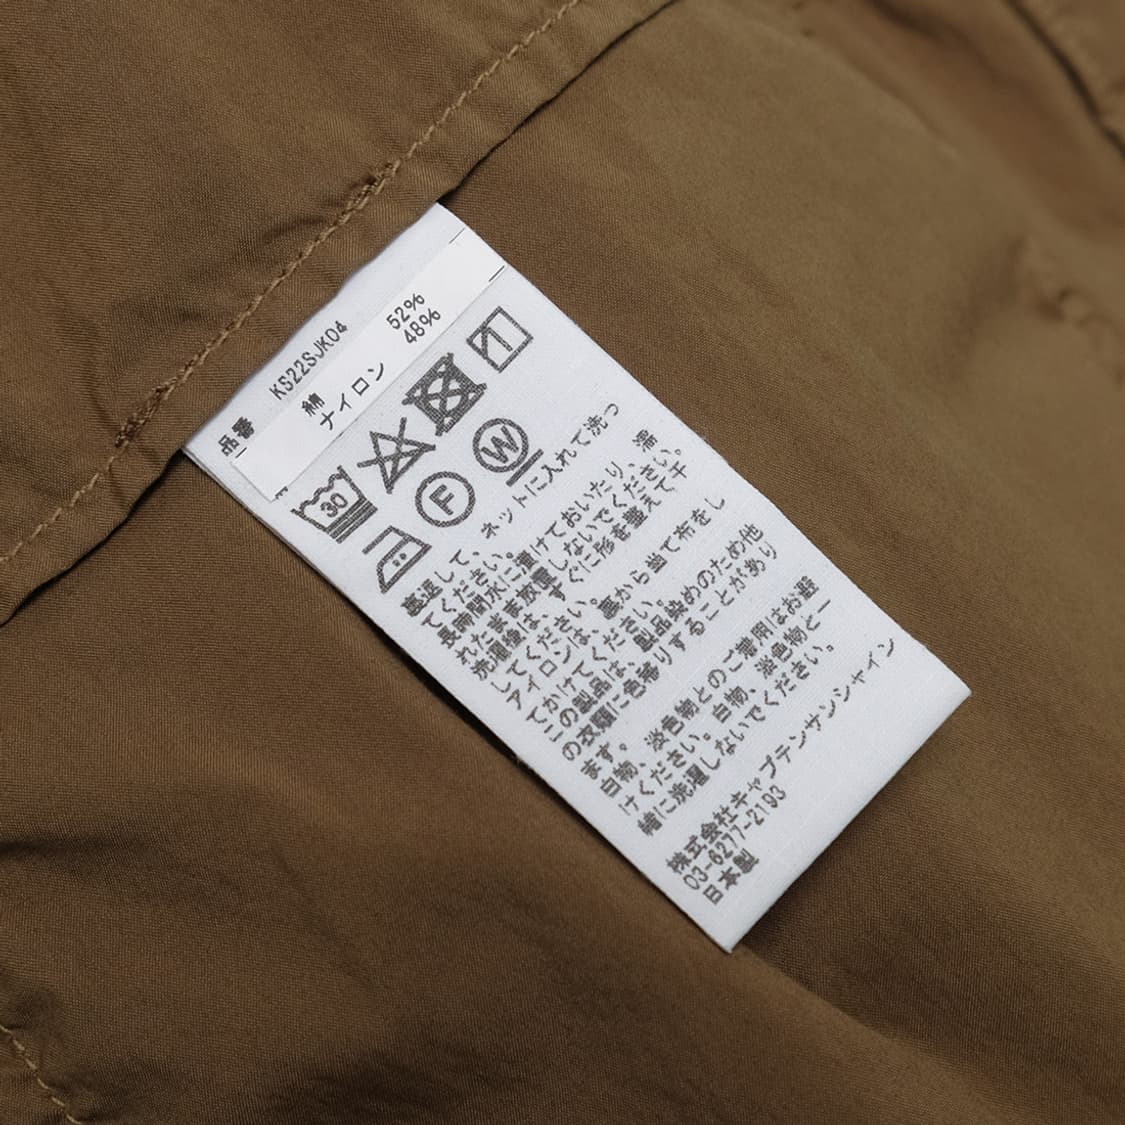 品番 KS22SJK04
綿 52%
ナイロン 48%
30
F W
裏返して、ネットに入れて洗っ
てください。
長時間水に漬けておいたり、濡
れたまま放置しないでください。
洗濯後は、すぐに形を整えて干
してください。
アイロンは、裏から当て布をし
てかけてください。
この製品は、製品染めのため他
の衣類に色移りすることがあり
ます。
白物、淡色物とのご着用はお避
けください。白物、淡色物と一
緒に洗濯しないでください。
株式会社キャプテンサンシャイン
03-6277-2193
日本製